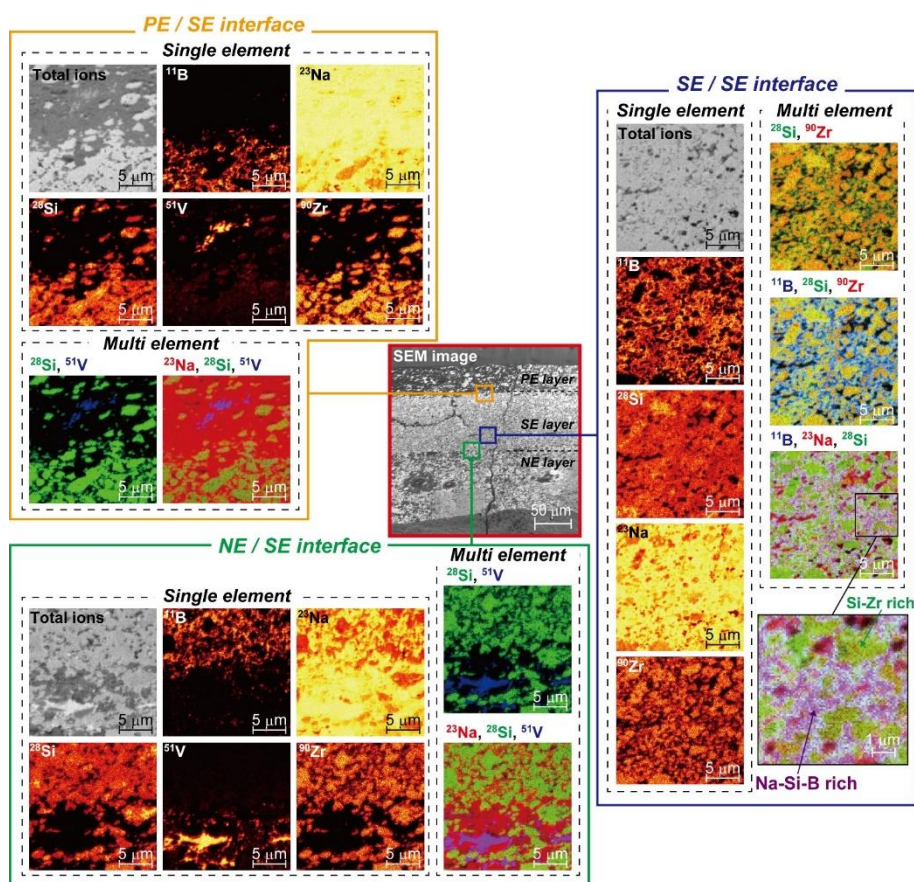 PE / SE interface
Single element
Total ions
¹¹B
²³Na
5 μm
5 μm
5 μm
²⁸Si
⁵¹V
⁹⁰Zr
5 μm
5 μm
5 μm
Multi element
²⁸Si, ⁵¹V
²³Na, ²⁸Si, ⁵¹V
5 μm
5 μm
SEM image
PE layer
SE layer
NE layer
50 μm
SE / SE interface
Single element
Total ions
5 μm
¹¹B
5 μm
²⁸Si
5 μm
²³Na
5 μm
⁹⁰Zr
5 μm
Multi element
²⁸Si, ⁹⁰Zr
5 μm
¹¹B, ²⁸Si, ⁹⁰Zr
5 μm
¹¹B, ²³Na, ²⁸Si
5 μm
Si-Zr rich
1 μm
Na-Si-B rich
NE / SE interface
Single element
Total ions
¹¹B
²³Na
5 μm
5 μm
5 μm
²⁸Si
⁵¹V
⁹⁰Zr
5 μm
5 μm
5 μm
Multi element
²⁸Si, ⁵¹V
5 μm
²³Na, ²⁸Si, ⁵¹V
5 μm